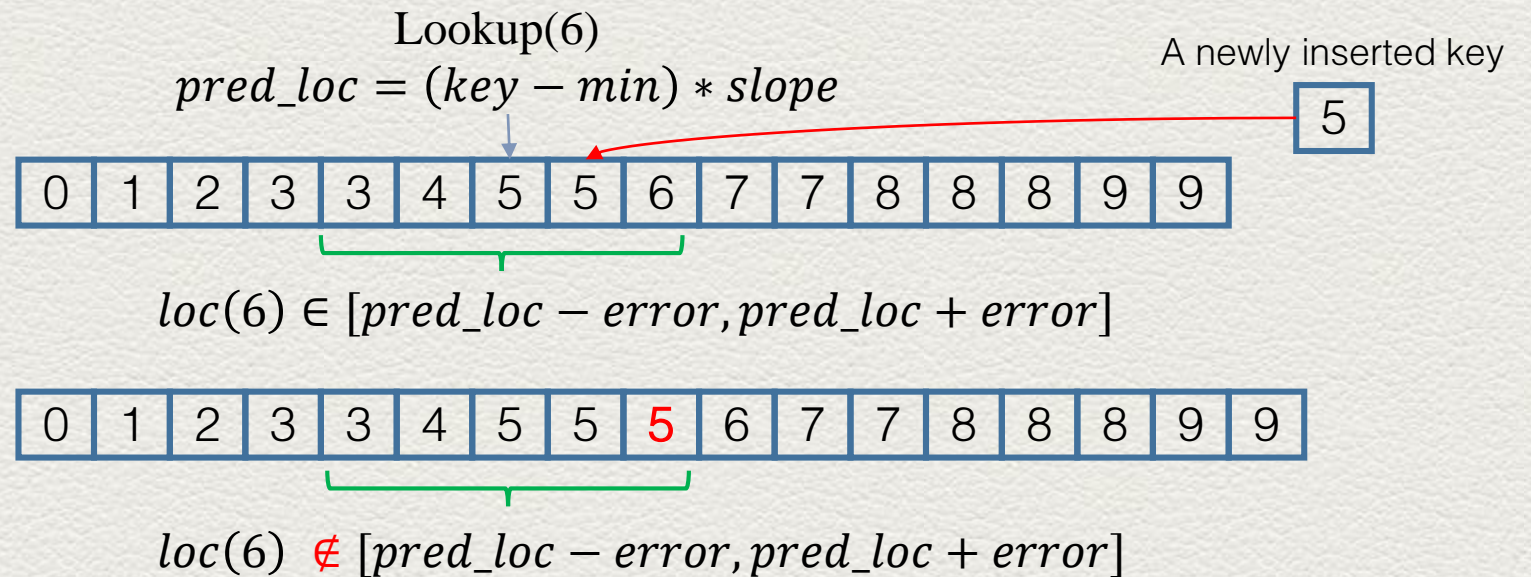 Lookup(6)
𝑝𝑟𝑒𝑑_𝑙𝑜𝑐 = (𝑘𝑒𝑦 − 𝑚𝑖𝑛) ∗ 𝑠𝑙𝑜𝑝𝑒
A newly inserted key
5
0 1 2 3 3 4 5 5 6 7 7 8 8 8 9 9
𝑙𝑜𝑐(6) ∈ [𝑝𝑟𝑒𝑑_𝑙𝑜𝑐 − 𝑒𝑟𝑟𝑜𝑟, 𝑝𝑟𝑒𝑑_𝑙𝑜𝑐 + 𝑒𝑟𝑟𝑜𝑟]
0 1 2 3 3 4 5 5 5 6 7 7 8 8 8 9 9
𝑙𝑜𝑐(6) ∉ [𝑝𝑟𝑒𝑑_𝑙𝑜𝑐 − 𝑒𝑟𝑟𝑜𝑟, 𝑝𝑟𝑒𝑑_𝑙𝑜𝑐 + 𝑒𝑟𝑟𝑜𝑟]